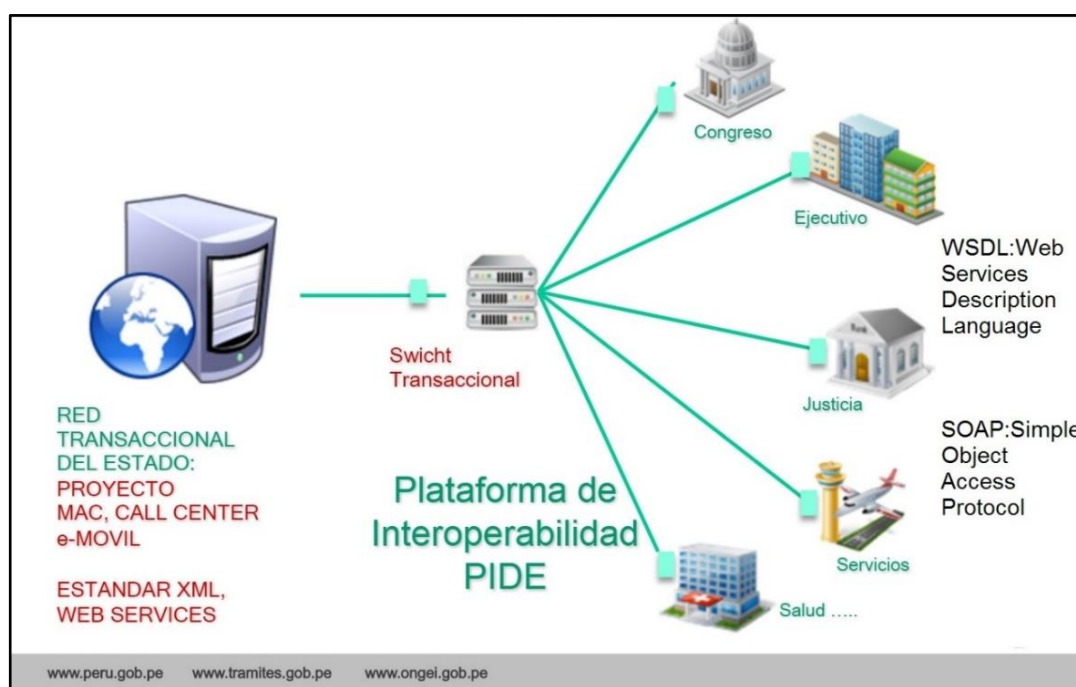 Congreso
Ejecutivo
WSDL:Web
Services
Description
Language
Swicht
Transaccional
Justicia
RED
TRANSACCIONAL
DEL ESTADO:
PROYECTO
MAC, CALL CENTER
e-MOVIL
ESTANDAR XML,
WEB SERVICES
Plataforma de
Interoperabilidad
PIDE
SOAP:Simple
Object
Access
Protocol
Servicios
Salud .....
www.peru.gob.pe www.tramites.gob.pe www.ongei.gob.pe